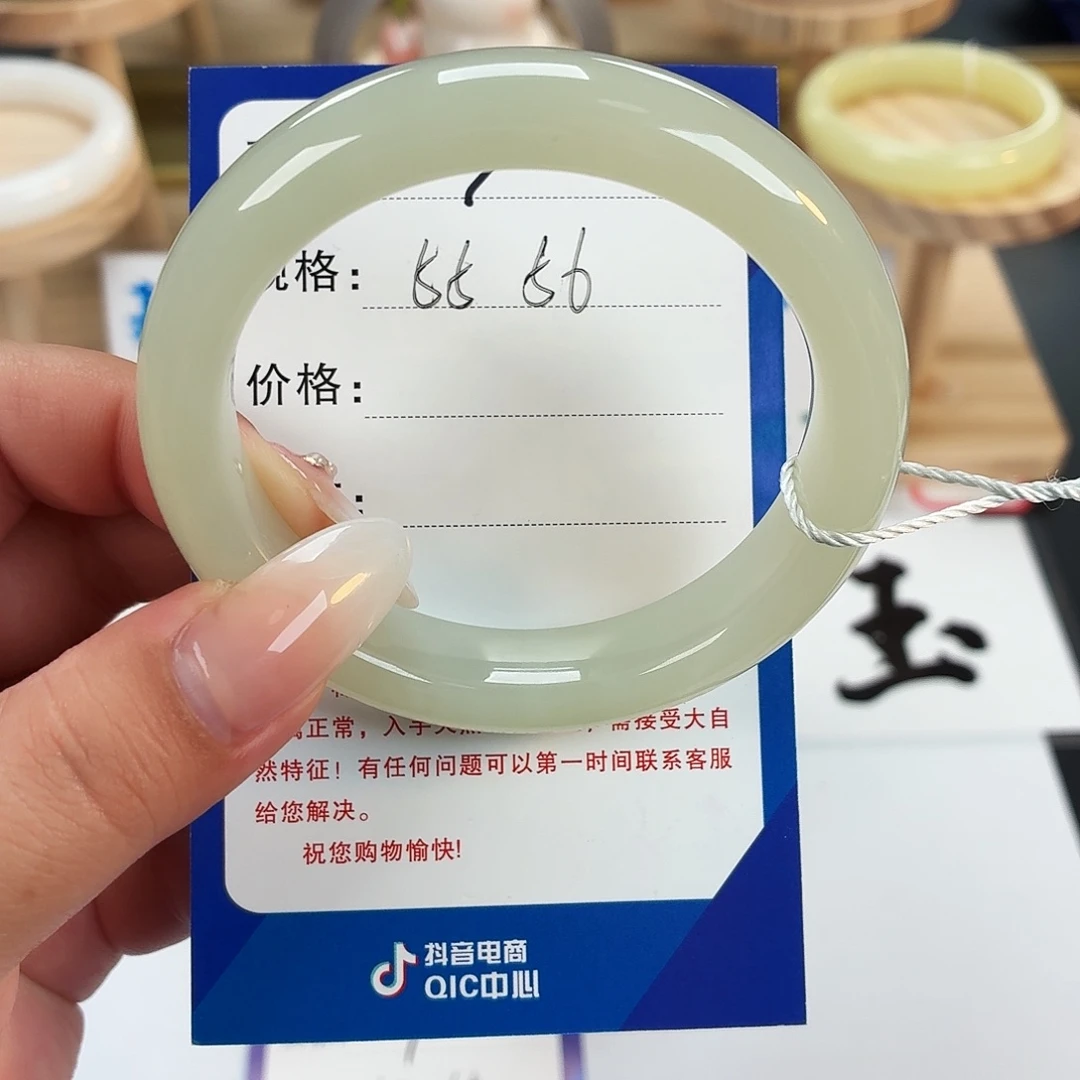 规格： 55 56
价格：
正常，入手
需接受大自
然特征！有任何问题可以第一时间联系客服
给您解决。
祝您购物愉快！
抖音电商
QIC中心
玉